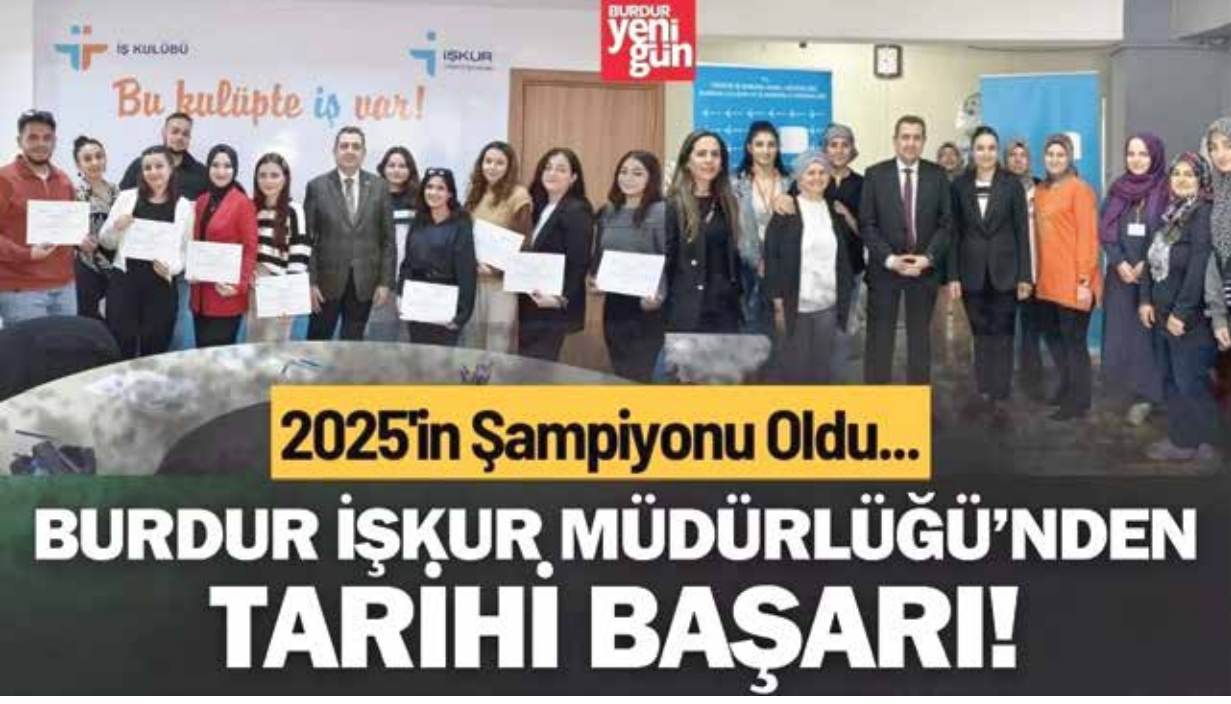 BURDUR
yeni
gün
İŞ KULÜBÜ
İŞKUR
Bu kulüpte iş var!
2025'in Şampiyonu Oldu...
BURDUR İŞKUR MÜDÜRLÜĞÜ'NDEN
TARİHİ BAŞARI!